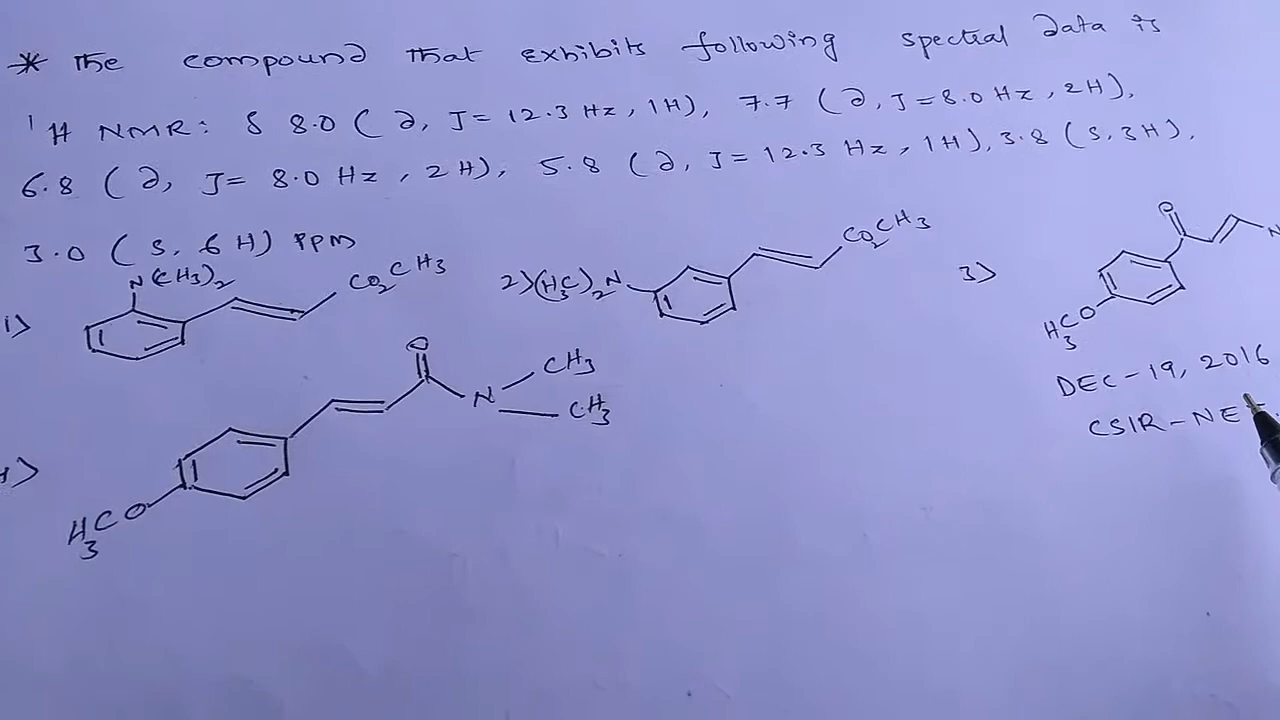 * The compound that exhibits following spectral data is
¹H NMR: δ 8.0 (d, J= 12.3 Hz, 1H), 7.7 (d, J=8.0 Hz, 2H),
6.8 (d, J= 8.0 Hz, 2H), 5.8 (d, J= 12.3 Hz, 1H), 3.8 (s, 3H),
3.0 (s, 6H) PPM
1) N(CH3)2 CO2CH3
2) (H3C)2N CO2CH3
3) O N H3CO
DEC-19, 2016
CSIR-NET
O CH3
N
CH3
H3CO